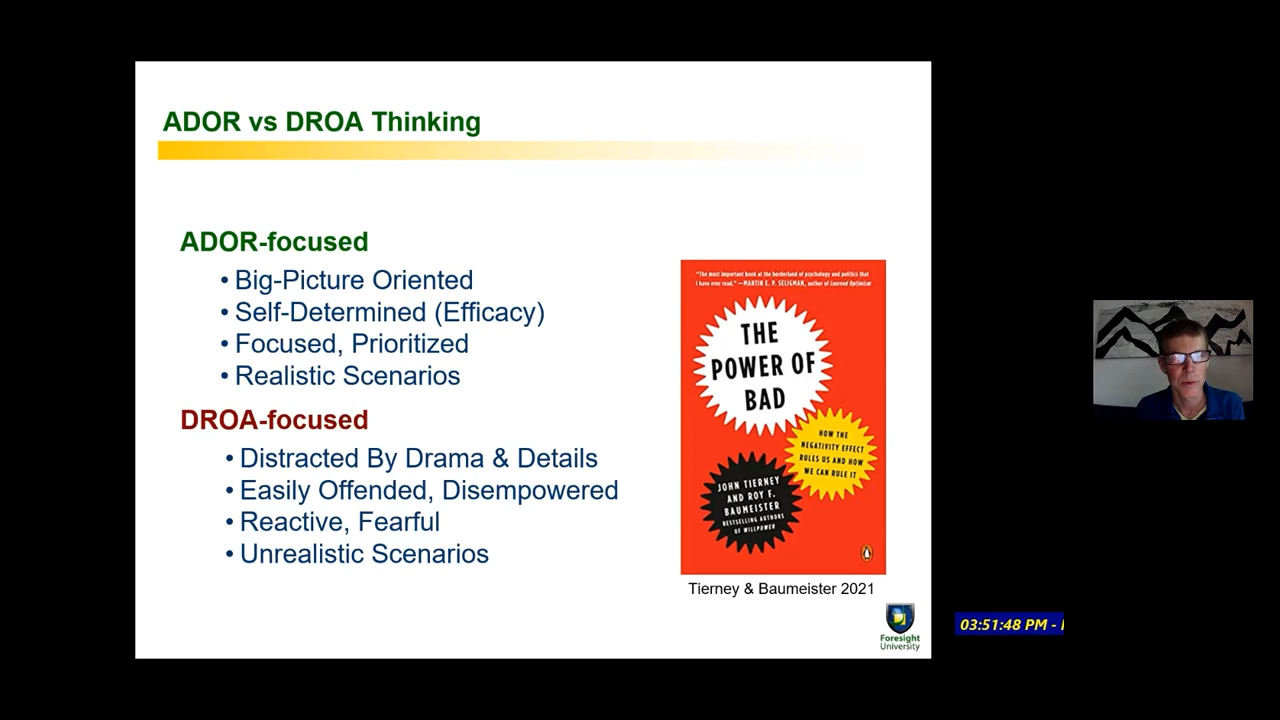 ADOR vs DROA Thinking
ADOR-focused
• Big-Picture Oriented
• Self-Determined (Efficacy)
• Focused, Prioritized
• Realistic Scenarios
DROA-focused
• Distracted By Drama & Details
• Easily Offended, Disempowered
• Reactive, Fearful
• Unrealistic Scenarios
"The most important book at the borderland of psychology and politics that
I have ever read." —MARTIN E. P. SELIGMAN, author of Learned Optimism
THE
POWER OF
BAD
HOW THE
NEGATIVITY EFFECT
RULES US AND HOW
WE CAN RULE IT
JOHN TIERNEY
AND ROY F.
BAUMEISTER
BESTSELLING AUTHORS
OF WILLPOWER
Tierney & Baumeister 2021
Foresight
University
03:51:48 PM -